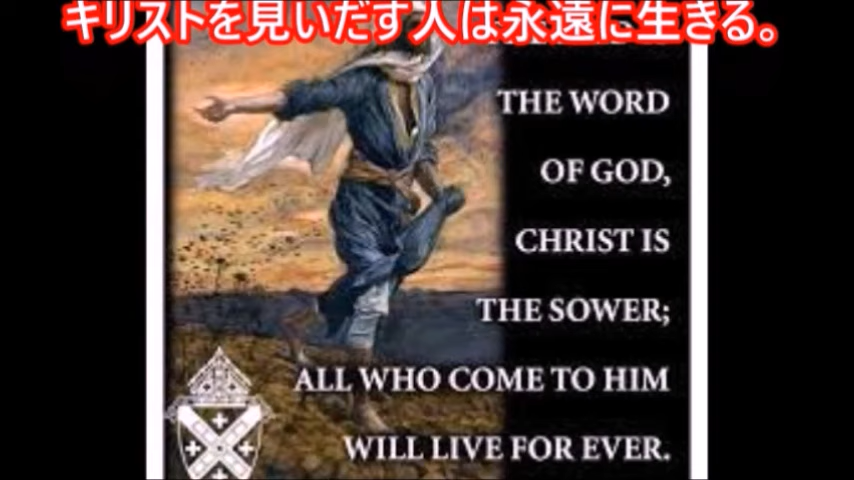 キリストを見いだす人は永遠に生きる。
THE WORD
OF GOD,
CHRIST IS
THE SOWER;
ALL WHO COME TO HIM
WILL LIVE FOR EVER.